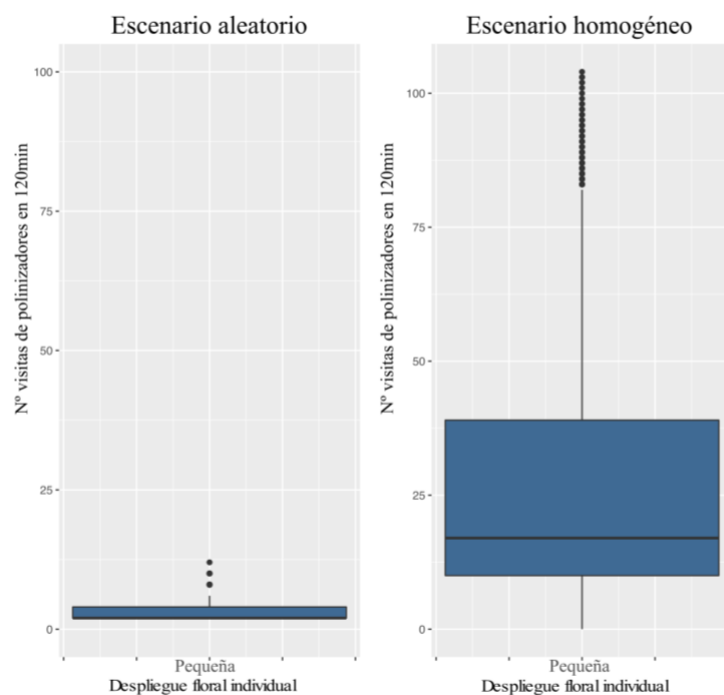 Escenario aleatorio
Nº visitas de polinizadores en 120min
100
75
50
25
0
Pequeña
Despliegue floral individual
Escenario homogéneo
Nº visitas de polinizadores en 120min
100
75
50
25
0
Pequeña
Despliegue floral individual